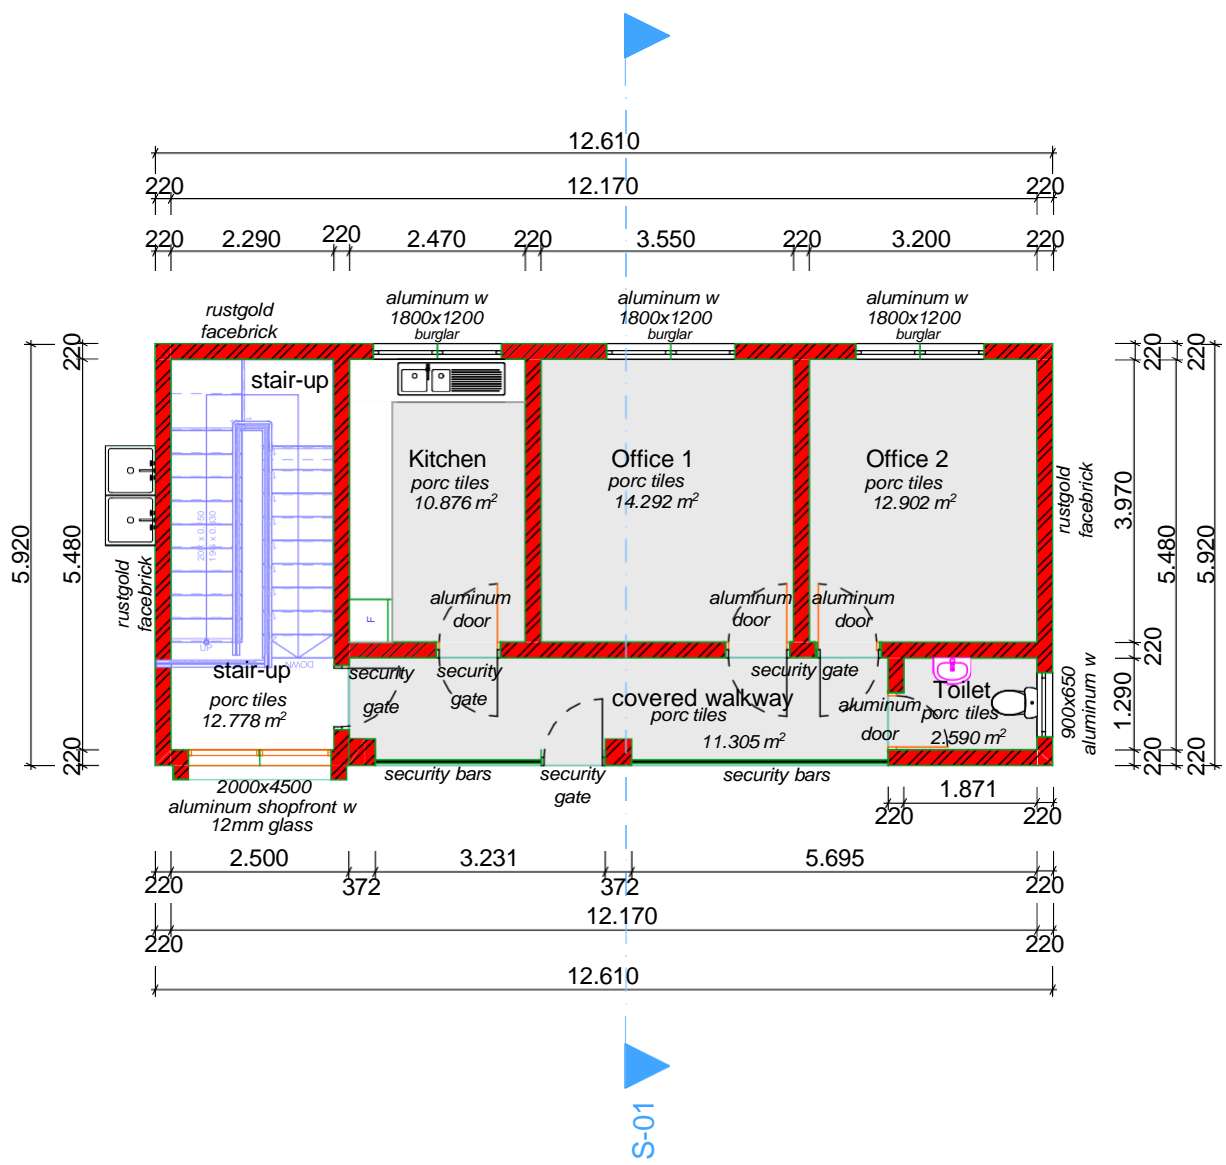 12.610
220 12.170 220
220 2.290 220 2.470 220 3.550 220 3.200 220
rustgold
facebrick
aluminum w
1800x1200
burglar
aluminum w
1800x1200
burglar
aluminum w
1800x1200
burglar
220
5.920
5.480
220
220
3.970
220
1.290
220
5.480
220
5.920
stair-up
Kitchen
porc tiles
10.876 m²
Office 1
porc tiles
14.292 m²
Office 2
porc tiles
12.902 m²
rustgold
facebrick
rustgold
facebrick
UP
DOWN
F
aluminum
door
aluminum
door
aluminum
door
stair-up
porc tiles
12.778 m²
security
gate
security
gate
security gate
covered walkway
porc tiles
11.305 m²
aluminum
door
Toilet
porc tiles
2.590 m²
900x650
aluminum w
security bars
security
gate
security bars
2000x4500
aluminum shopfront w
12mm glass
1.871
220 220
2.500 3.231 5.695
220 372 372 220
12.170
220 220
12.610
S-01